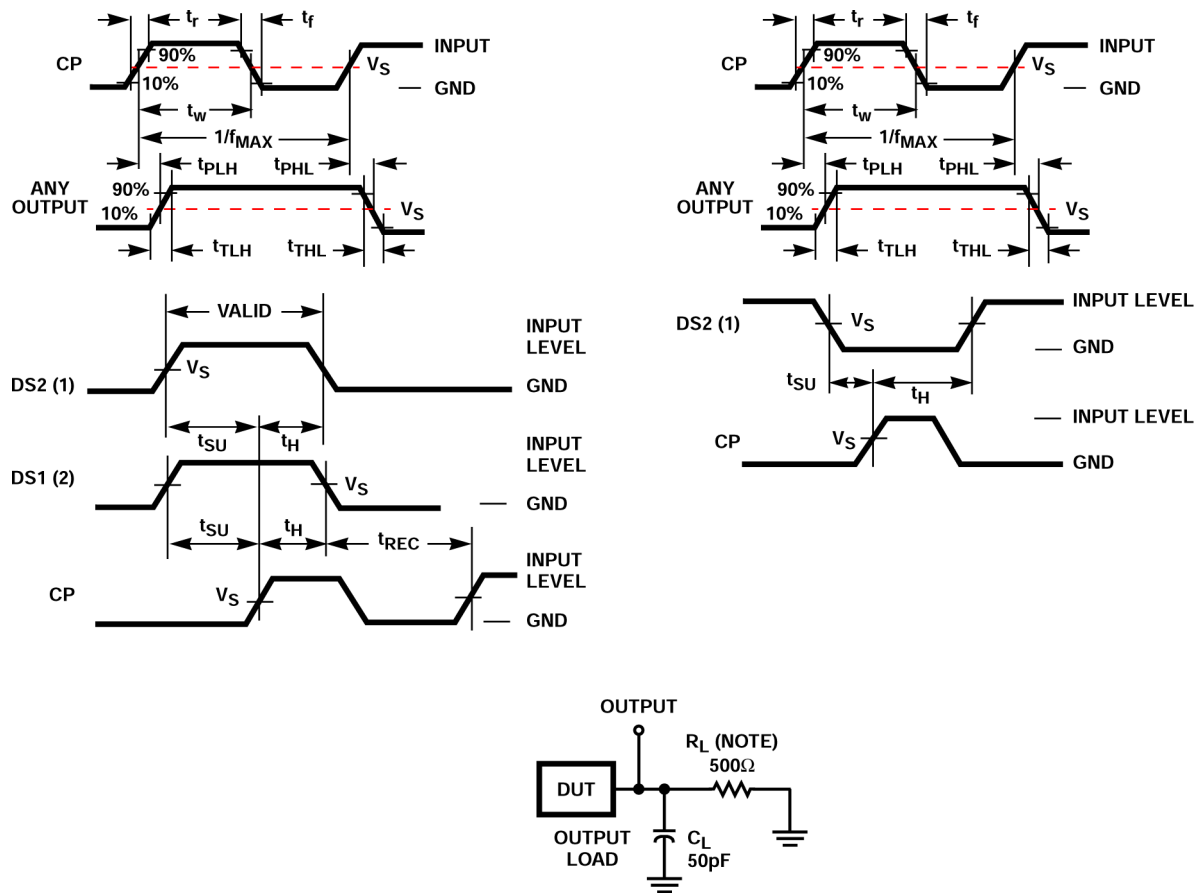 tr
tf
CP
90%
10%
INPUT
VS
GND
tw
1/fMAX
tPLH
tPHL
ANY
OUTPUT
90%
10%
VS
tTLH
tTHL
VALID
DS2 (1)
VS
INPUT
LEVEL
GND
tSU
tH
DS1 (2)
VS
INPUT
LEVEL
GND
tSU
tH
tREC
CP
VS
INPUT
LEVEL
GND
tr
tf
CP
90%
10%
INPUT
VS
GND
tw
1/fMAX
tPLH
tPHL
ANY
OUTPUT
90%
10%
VS
tTLH
tTHL
DS2 (1)
VS
INPUT LEVEL
GND
tSU
tH
CP
VS
INPUT LEVEL
GND
OUTPUT
RL (NOTE)
500Ω
DUT
OUTPUT
LOAD
CL
50pF